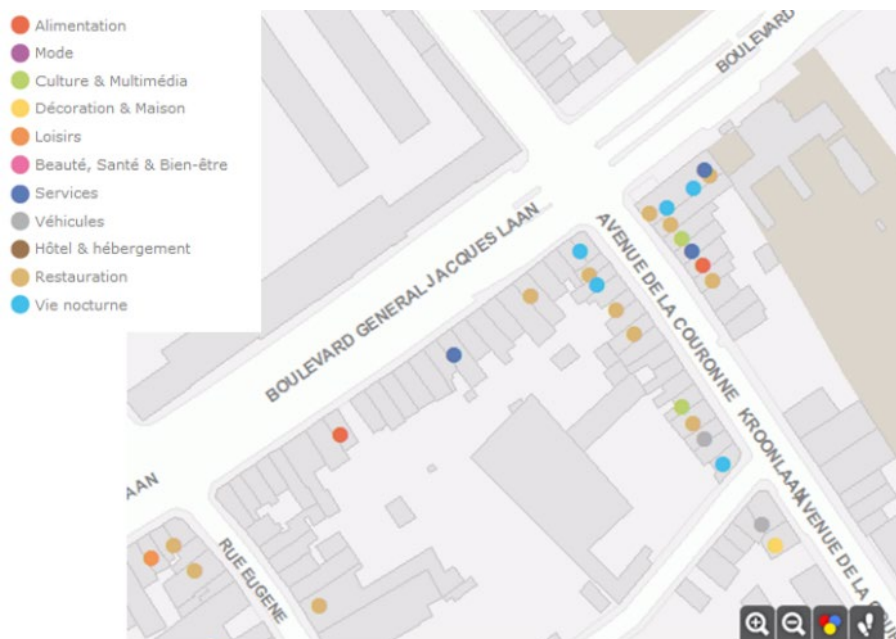 Alimentation
Mode
Culture & Multimédia
Décoration & Maison
Loisirs
Beauté, Santé & Bien-être
Services
Véhicules
Hôtel & hébergement
Restauration
Vie nocturne
BOULEVARD
BOULEVARD GENERAL JACQUES LAAN
AVENUE DE LA COURONNE KROONLAAN
AVENUE DE LA
LAAN
RUE EUGENE